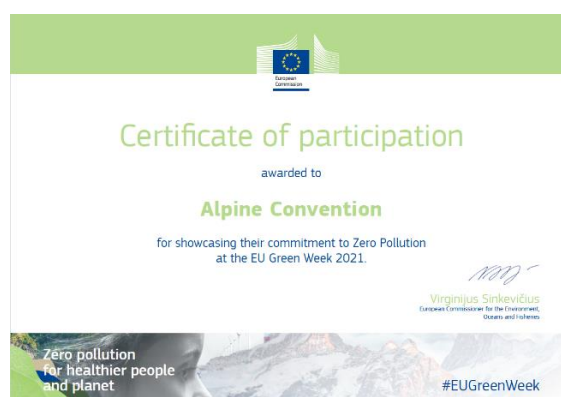 European
Commission
Certificate of participation
awarded to
Alpine Convention
for showcasing their commitment to Zero Pollution
at the EU Green Week 2021.
Virginijus Sinkevičius
European Commissioner for the Environment,
Oceans and Fisheries
Zero pollution
for healthier people
and planet
#EUGreenWeek